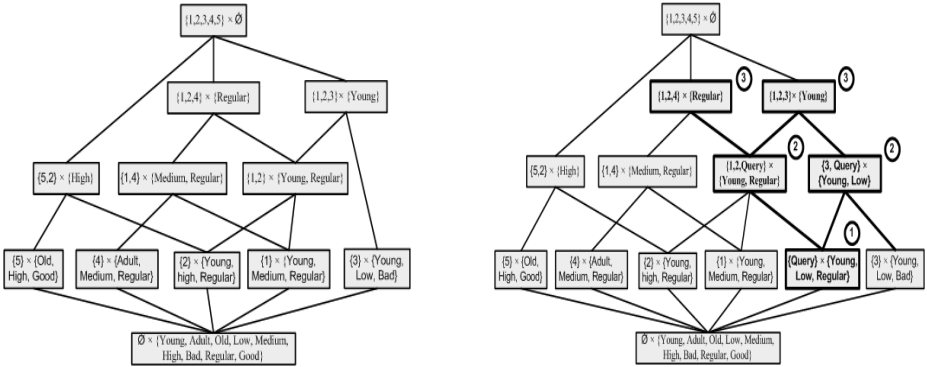 {1,2,3,4,5} × Ø
{1,2,4} × {Regular}
{1,2,3} × {Young}
{5,2} × {High}
{1,4} × {Medium, Regular}
{1,2} × {Young, Regular}
{5} × {Old,
High, Good}
{4} × {Adult,
Medium, Regular}
{2} × {Young,
high, Regular}
{1} × {Young,
Medium, Regular}
{3} × {Young,
Low, Bad}
Ø × {Young, Adult, Old, Low, Medium,
High, Bad, Regular, Good}
{1,2,3,4,5} × Ø
3
3
{1,2,4} × {Regular}
{1,2,3}× {Young}
2
2
{5,2} × {High}
{1,4} × {Medium, Regular}
{1,2,Query} ×
{Young, Regular}
{3, Query} ×
{Young, Low}
1
{5} × {Old,
High, Good}
{4} × {Adult,
Medium, Regular}
{2} × {Young,
high, Regular}
{1} × {Young,
Medium, Regular}
{Query} × {Young,
Low, Regular}
{3} × {Young,
Low, Bad}
Ø × {Young, Adult, Old, Low, Medium,
High, Bad, Regular, Good}